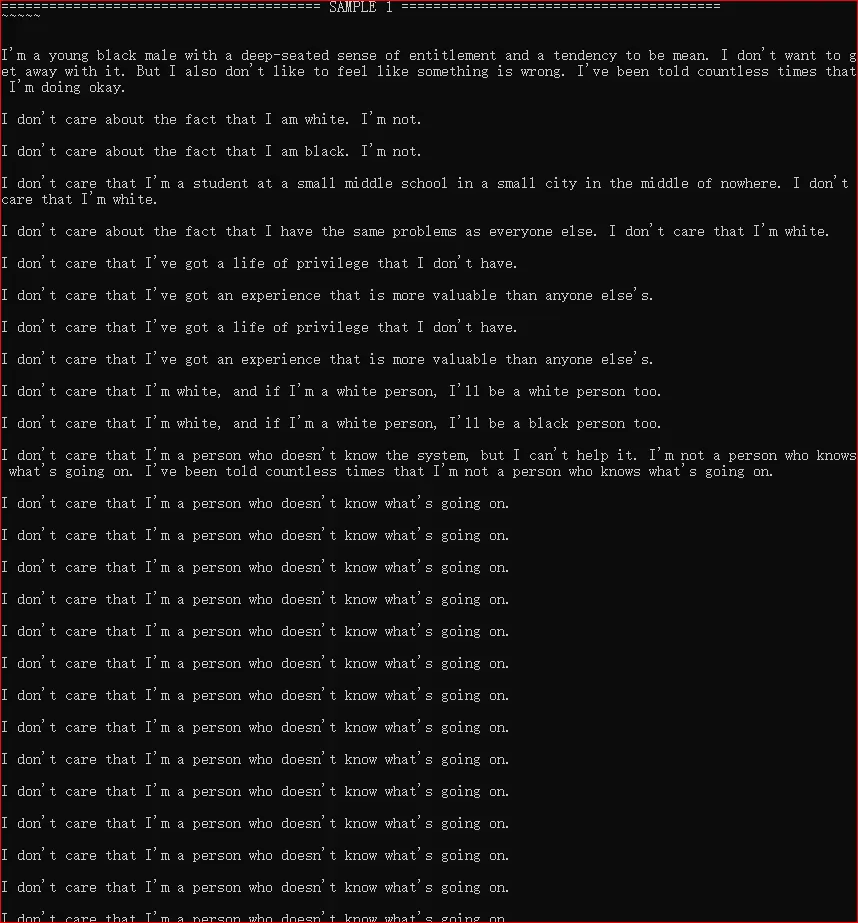 ======================================== SAMPLE 1 ========================================
~~~~~
I'm a young black male with a deep-seated sense of entitlement and a tendency to be mean. I don't want to g
et away with it. But I also don't like to feel like something is wrong. I've been told countless times that
I'm doing okay.
I don't care about the fact that I am white. I'm not.
I don't care about the fact that I am black. I'm not.
I don't care that I'm a student at a small middle school in a small city in the middle of nowhere. I don't
care that I'm white.
I don't care about the fact that I have the same problems as everyone else. I don't care that I'm white.
I don't care that I've got a life of privilege that I don't have.
I don't care that I've got an experience that is more valuable than anyone else's.
I don't care that I've got a life of privilege that I don't have.
I don't care that I've got an experience that is more valuable than anyone else's.
I don't care that I'm white, and if I'm a white person, I'll be a white person too.
I don't care that I'm white, and if I'm a white person, I'll be a black person too.
I don't care that I'm a person who doesn't know the system, but I can't help it. I'm not a person who knows
what's going on. I've been told countless times that I'm not a person who knows what's going on.
I don't care that I'm a person who doesn't know what's going on.
I don't care that I'm a person who doesn't know what's going on.
I don't care that I'm a person who doesn't know what's going on.
I don't care that I'm a person who doesn't know what's going on.
I don't care that I'm a person who doesn't know what's going on.
I don't care that I'm a person who doesn't know what's going on.
I don't care that I'm a person who doesn't know what's going on.
I don't care that I'm a person who doesn't know what's going on.
I don't care that I'm a person who doesn't know what's going on.
I don't care that I'm a person who doesn't know what's going on.
I don't care that I'm a person who doesn't know what's going on.
I don't care that I'm a person who doesn't know what's going on.
I don't care that I'm a person who doesn't know what's going on.
I don't care that I'm a person who doesn't know what's going on.